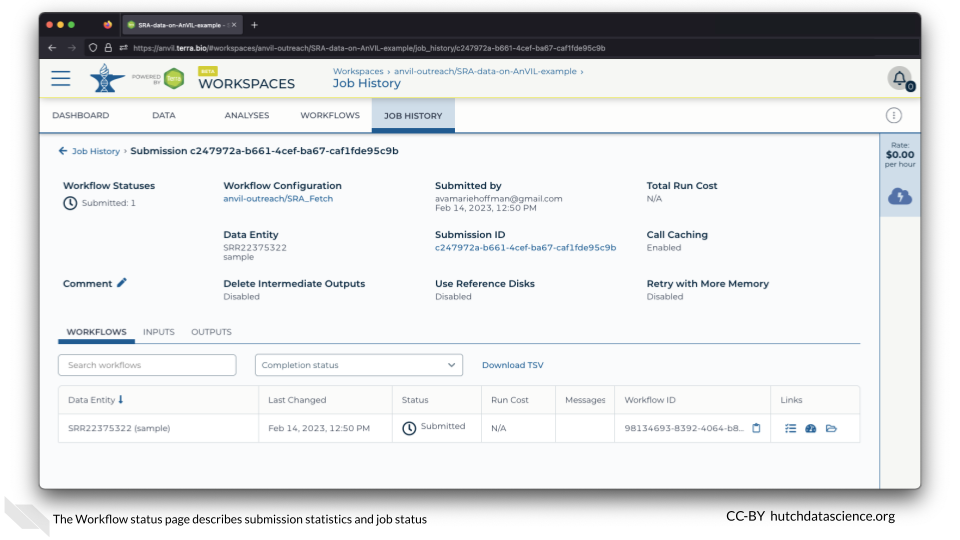 SRA-data-on-AnVIL-example
https://anvil.terra.bio/#workspaces/anvil-outreach/SRA-data-on-AnVIL-example/job_history/c247972a-b661-4cef-ba67-caf1fde95c9b
POWERED BY Terra
BETA
WORKSPACES
Workspaces › anvil-outreach/SRA-data-on-AnVIL-example ›
Job History
0
DASHBOARD DATA ANALYSES WORKFLOWS JOB HISTORY
Job History › Submission c247972a-b661-4cef-ba67-caf1fde95c9b
Rate:
$0.00
per hour
Workflow Statuses
Submitted: 1
Workflow Configuration
anvil-outreach/SRA_Fetch
Submitted by
avamariehoffman@gmail.com
Feb 14, 2023, 12:50 PM
Total Run Cost
N/A
Data Entity
SRR22375322
sample
Submission ID
c247972a-b661-4cef-ba67-caf1fde95c9b
Call Caching
Enabled
Comment
Delete Intermediate Outputs
Disabled
Use Reference Disks
Disabled
Retry with More Memory
Disabled
WORKFLOWS INPUTS OUTPUTS
Search workflows
Completion status
Download TSV
Data Entity Last Changed Status Run Cost Messages Workflow ID Links
SRR22375322 (sample) Feb 14, 2023, 12:50 PM Submitted N/A 98134693-8392-4064-b8...
The Workflow status page describes submission statistics and job status
CC-BY hutchdatascience.org